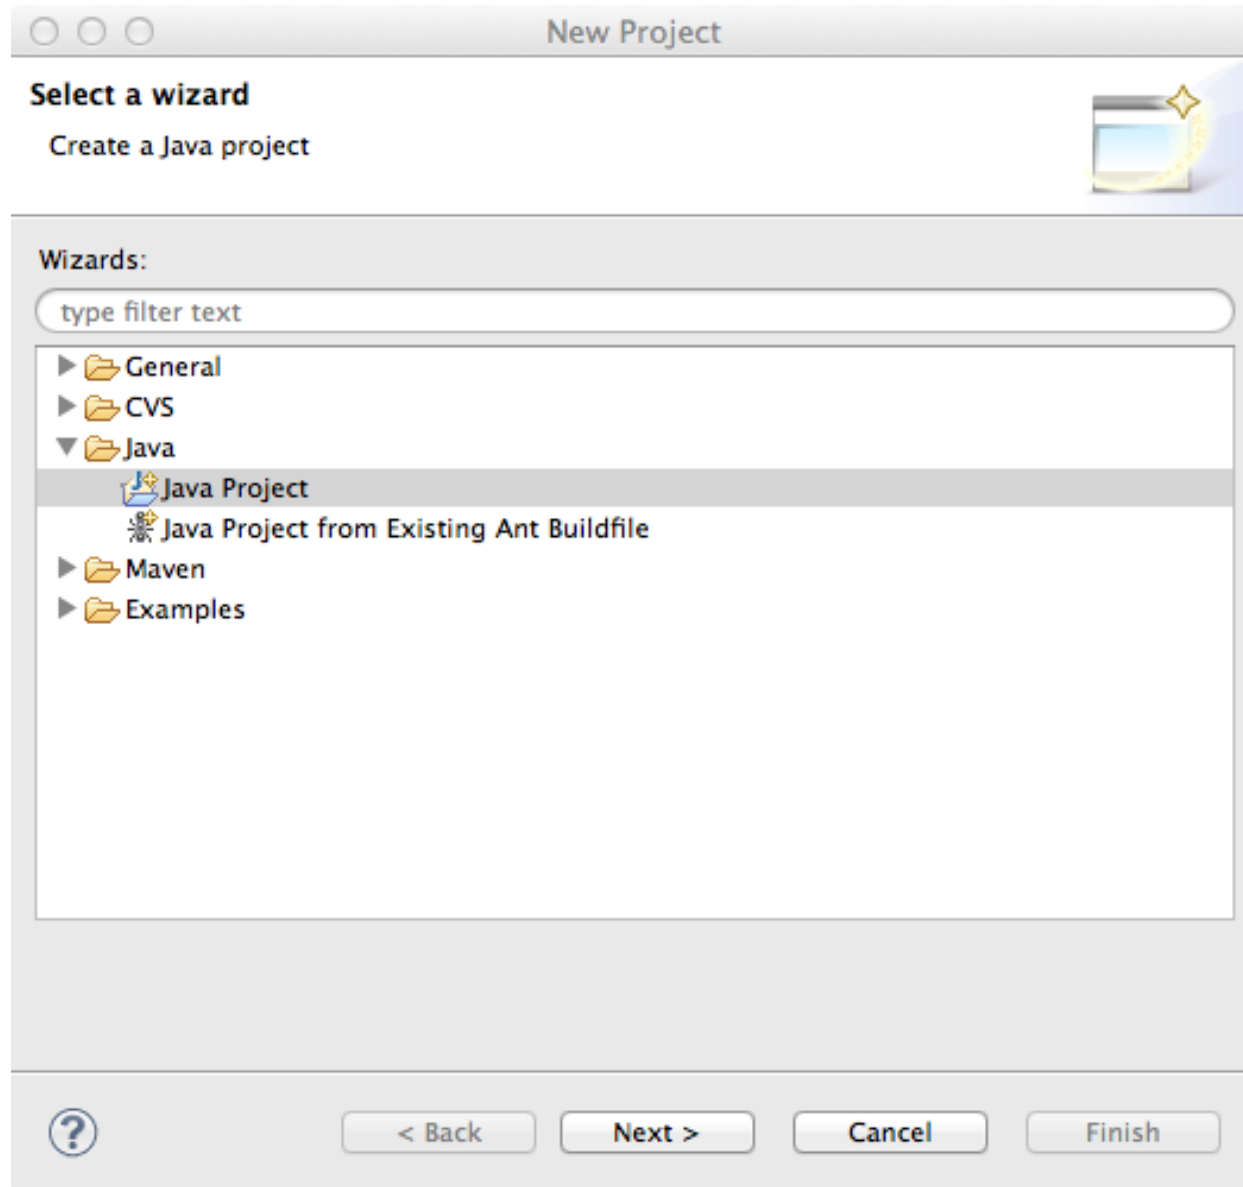 New Project
Select a wizard
Create a Java project
Wizards:
type filter text
General
CVS
Java
Java Project
Java Project from Existing Ant Buildfile
Maven
Examples
? < Back Next > Cancel Finish